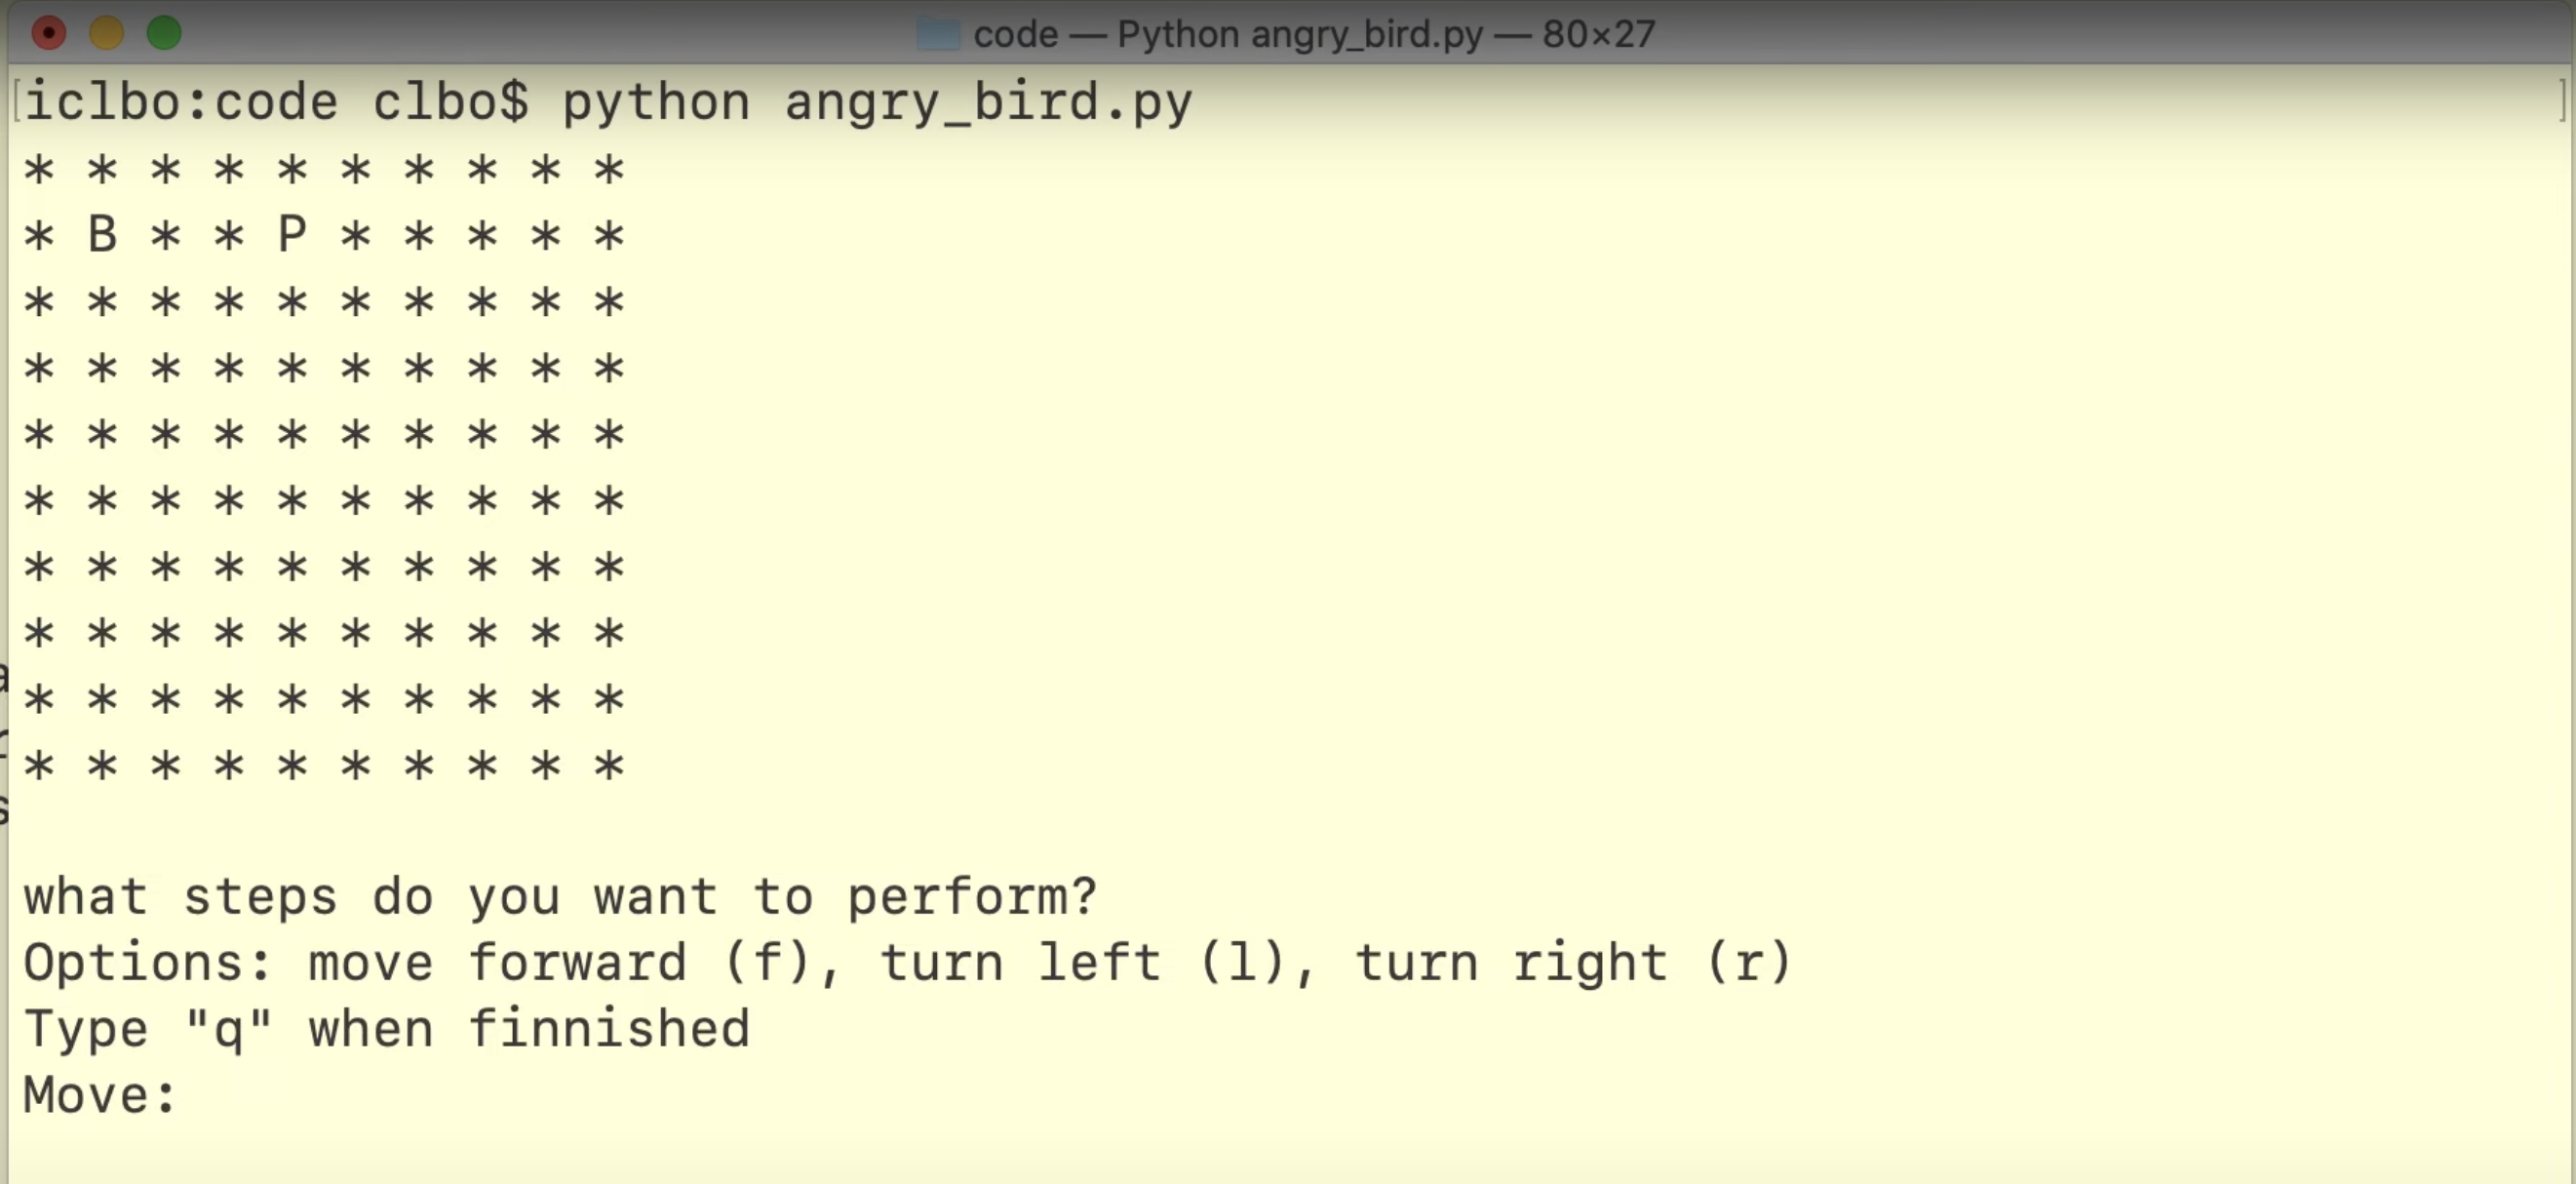 code — Python angry_bird.py — 80×27
[iclbo:code clbo$ python angry_bird.py ]
* * * * * * * * * *
* B * * P * * * * *
* * * * * * * * * *
* * * * * * * * * *
* * * * * * * * * *
* * * * * * * * * *
* * * * * * * * * *
* * * * * * * * * *
* * * * * * * * * *
* * * * * * * * * *
what steps do you want to perform?
Options: move forward (f), turn left (l), turn right (r)
Type "q" when finnished
Move: